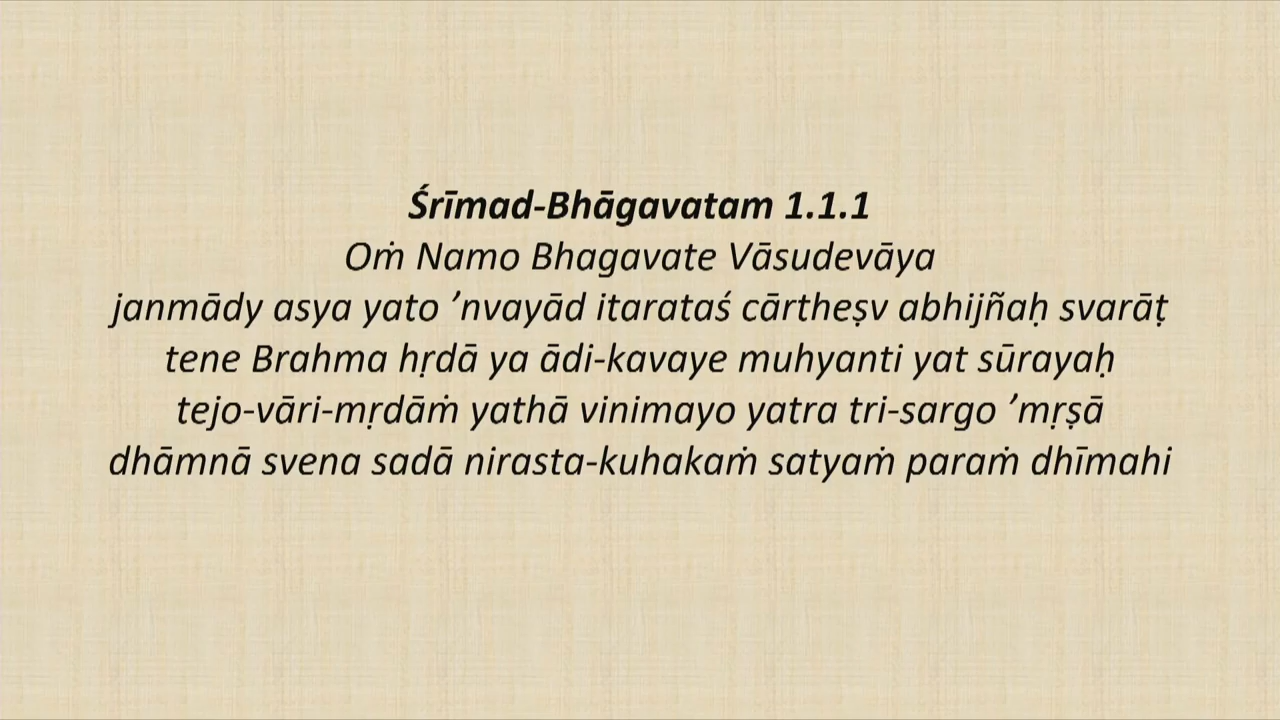 Śrīmad-Bhāgavatam 1.1.1
Oṁ Namo Bhagavate Vāsudevāya
janmādy asya yato ’nvayād itarataś cārtheṣv abhijñaḥ svarāṭ
tene Brahma hṛdā ya ādi-kavaye muhyanti yat sūrayaḥ
tejo-vāri-mṛdāṁ yathā vinimayo yatra tri-sargo ’mṛṣā
dhāmnā svena sadā nirasta-kuhakaṁ satyaṁ paraṁ dhīmahi